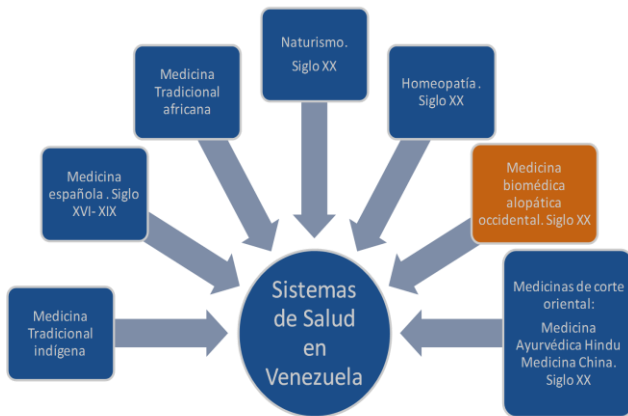 Medicina
Tradicional
indígena
Medicina
española . Siglo
XVI- XIX
Medicina
Tradicional
africana
Naturismo.
Siglo XX
Homeopatía .
Siglo XX
Medicina
biomédica
alopática
occidental. Siglo XX
Medicinas de corte
oriental:
Medicina
Ayurvédica Hindu
Medicina China.
Siglo XX
Sistemas
de Salud
en
Venezuela